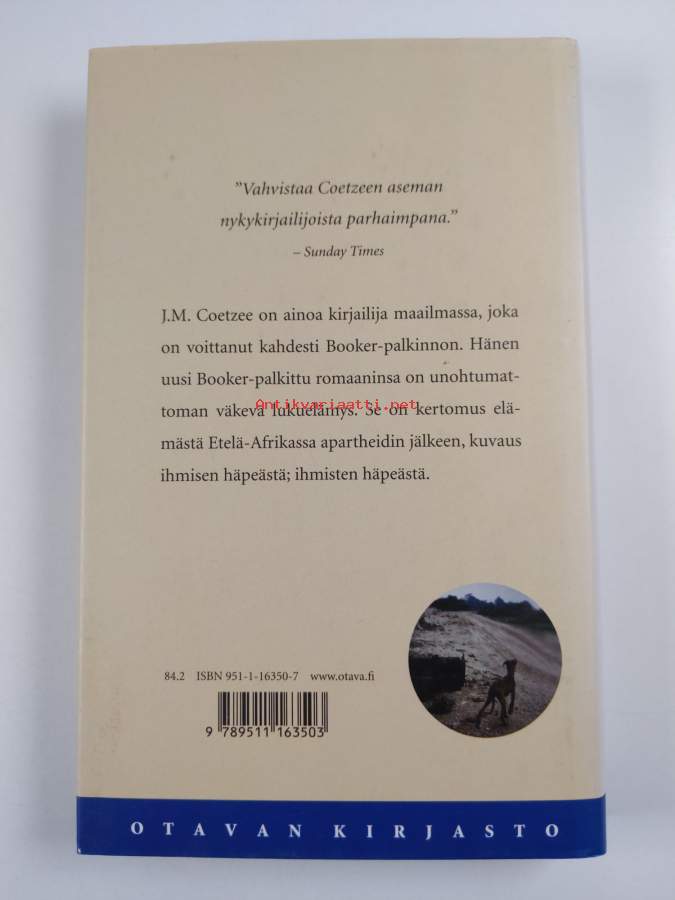 ”Vahvistaa Coetzeen aseman
nykykirjailijoista parhaimpana.”
– Sunday Times
J.M. Coetzee on ainoa kirjailija maailmassa, joka
on voittanut kahdesti Booker-palkinnon. Hänen
uusi Booker-palkittu romaaninsa on unohtumat-
toman väkevä lukuelämys. Se on kertomus elä-
Antikvariaatti.net
mästä Etelä-Afrikassa apartheidin jälkeen, kuvaus
ihmisen häpeästä; ihmisten häpeästä.
84.2 ISBN 951-1-16350-7 www.otava.fi
9 789511 163503
OTAVAN KIRJASTO